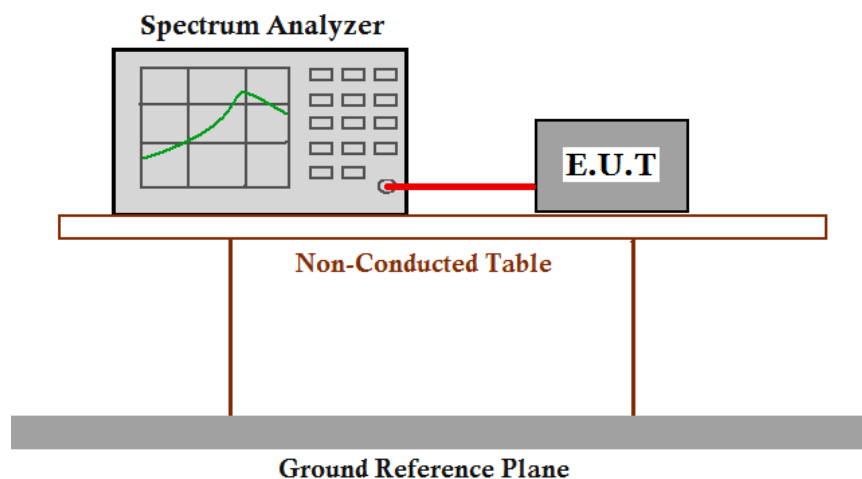 Spectrum Analyzer
E.U.T
Non-Conducted Table
Ground Reference Plane